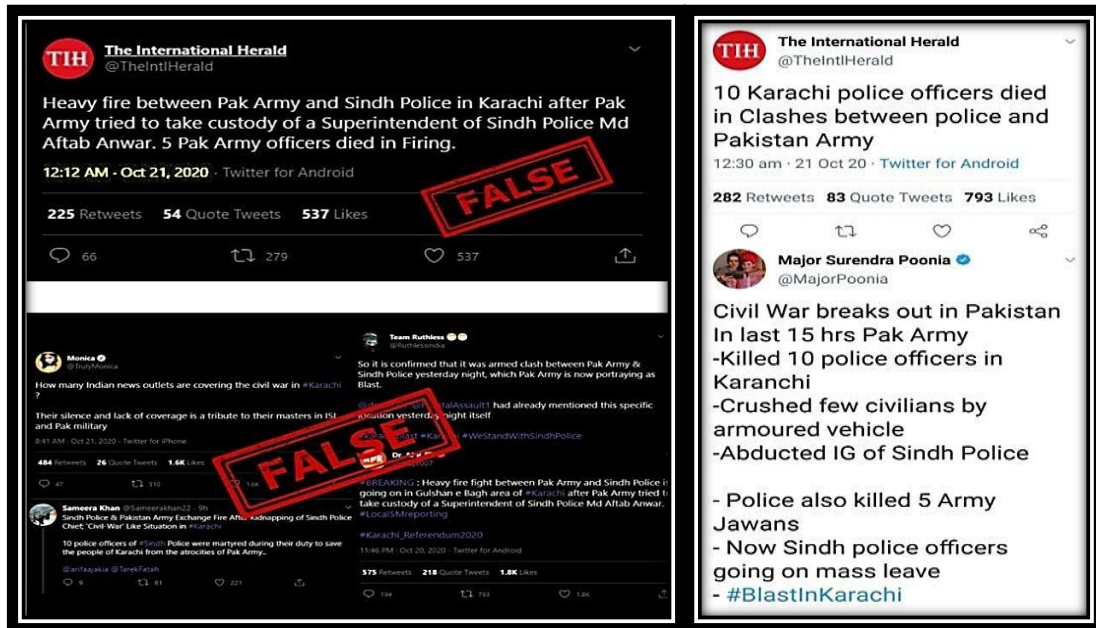 TIH
The International Herald
@TheIntlHerald
Heavy fire between Pak Army and Sindh Police in Karachi after Pak
Army tried to take custody of a Superintendent of Sindh Police Md
Aftab Anwar. 5 Pak Army officers died in Firing.
12:12 AM · Oct 21, 2020 · Twitter for Android
FALSE
225 Retweets 54 Quote Tweets 537 Likes
66 279 537
Monica
@TrulyMonica
How many Indian news outlets are covering the civil war in #Karachi
?
Their silence and lack of coverage is a tribute to their masters in ISI
and Pak military
8:41 AM · Oct 21, 2020 · Twitter for iPhone
484 Retweets 26 Quote Tweets 1.6K Likes
47 310 1.6K
Sameera Khan @Sameerakhan22 · 9h
Sindh Police & Pakistan Army Exchange Fire After Kidnapping of Sindh Police
Chief; 'Civil-War' Like Situation in #Karachi
10 police officers of #Sindh Police were martyred during their duty to save
the people of Karachi from the atrocities of Pak Army..
@arifaajakia @TarekFatah
9 81 221
FALSE
Team Ruthless
So it is confirmed that it was armed clash between Pak Army &
Sindh Police yesterday night, which Pak Army is now portraying as
Blast.
had already mentioned this specific
location yesterday night itself
#WeStandWithSindhPolice
#BREAKING : Heavy fire fight between Pak Army and Sindh Police is
going on in Gulshan e Bagh area of #Karachi after Pak Army tried t
take custody of a Superintendent of Sindh Police Md Aftab Anwar.
#LocalSMreporting
#Karachi_Referendum2020
11:46 PM · Oct 20, 2020 · Twitter for Android
575 Retweets 218 Quote Tweets 1.8K Likes
194 793 1.8K
TIH
The International Herald
@TheIntlHerald
10 Karachi police officers died
in Clashes between police and
Pakistan Army
12:30 am · 21 Oct 20 · Twitter for Android
282 Retweets 83 Quote Tweets 793 Likes
Major Surendra Poonia
@MajorPoonia
Civil War breaks out in Pakistan
In last 15 hrs Pak Army
-Killed 10 police officers in
Karanchi
-Crushed few civilians by
armoured vehicle
-Abducted IG of Sindh Police
- Police also killed 5 Army
Jawans
- Now Sindh police officers
going on mass leave
- #BlastInKarachi